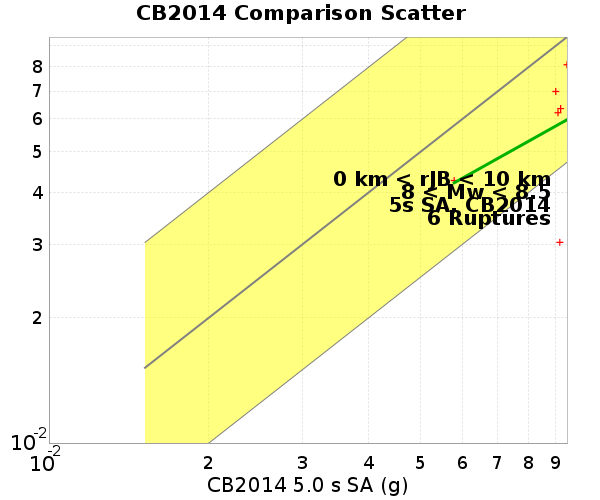 CB2014 Comparison Scatter
8
7
6
5
4
3
2
10-2
0 km < rJB < 10 km
8 < Mw < 8.5
5s SA, CB2014
6 Ruptures
10-2 2 3 4 5 6 7 8 9
CB2014 5.0 s SA (g)